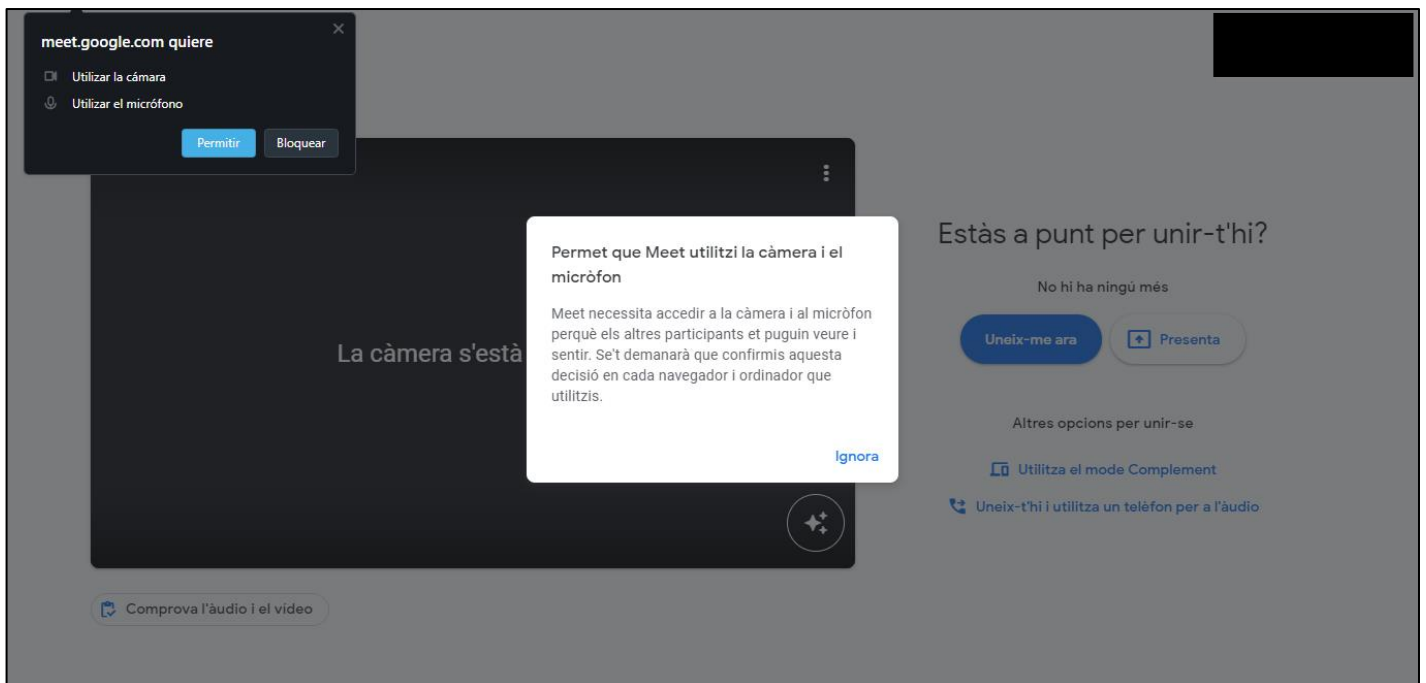 meet.google.com quiere
Utilizar la cámara
Utilizar el micrófono
Permitir
Bloquear
La càmera s'està
Permet que Meet utilitzi la càmera i el
micròfon
Meet necessita accedir a la càmera i al micròfon
perquè els altres participants et puguin veure i
sentir. Se't demanarà que confirmis aquesta
decisió en cada navegador i ordinador que
utilitzis.
Ignora
Estàs a punt per unir-t'hi?
No hi ha ningú més
Uneix-me ara
Presenta
Altres opcions per unir-se
Utilitza el mode Complement
Uneix-t'hi i utilitza un telèfon per a l'àudio
Comprova l'àudio i el vídeo